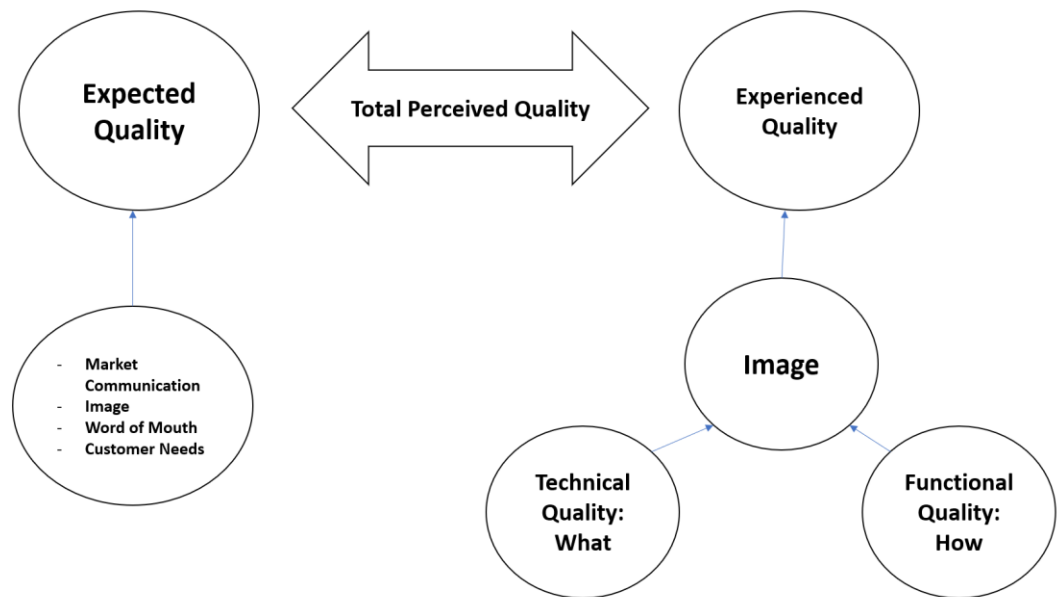 Expected
Quality
Total Perceived Quality
Experienced
Quality
- Market
Communication
- Image
- Word of Mouth
- Customer Needs
Image
Technical
Quality:
What
Functional
Quality:
How